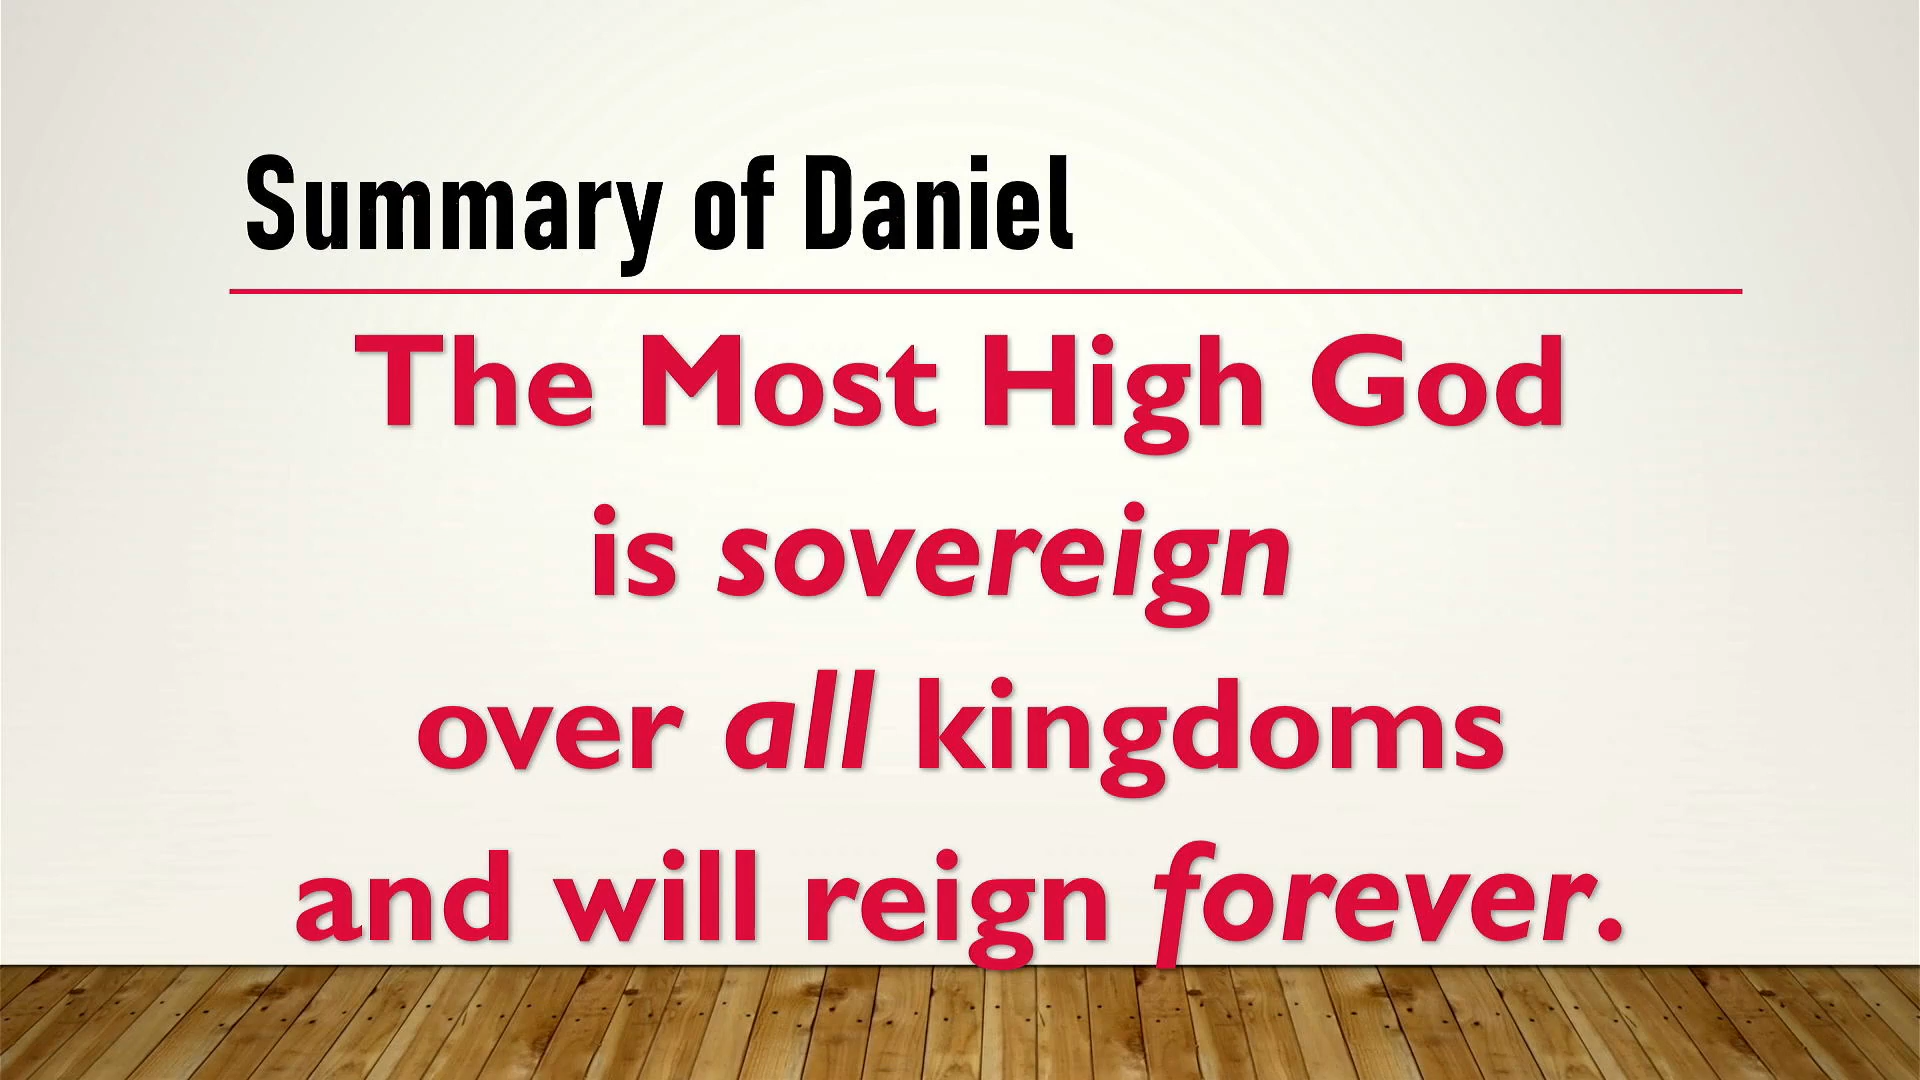 Summary of Daniel
The Most High God
is sovereign
over all kingdoms
and will reign forever.